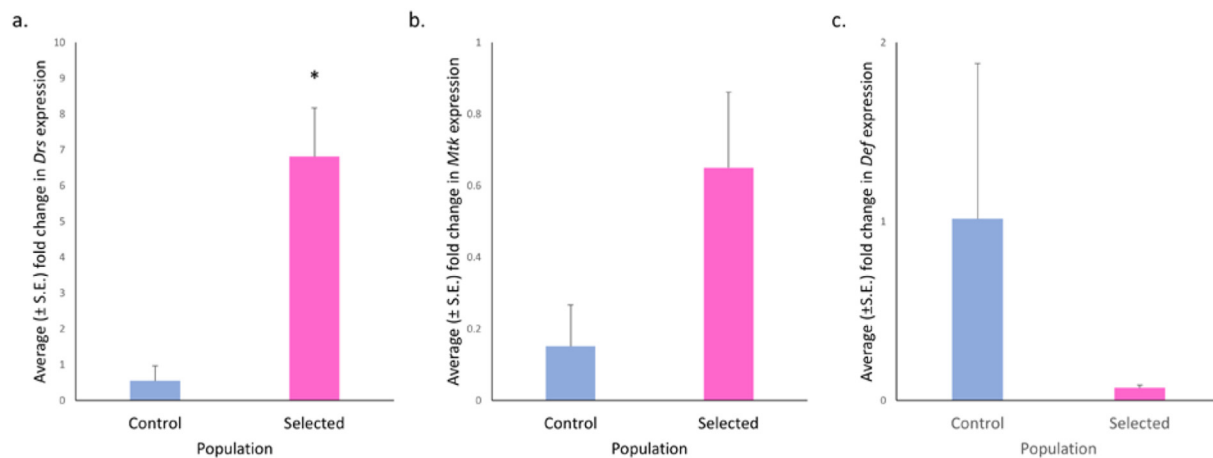 a.
Average (± S.E.) fold change in Drs expression
10
9
8
7
6
5
4
3
2
1
0
*
Control
Selected
Population
b.
Average (± S.E.) fold change in Mtk expression
1
0.8
0.6
0.4
0.2
0
Control
Selected
Population
c.
Average (±S.E.) fold change in Def expression
2
1
0
Control
Selected
Population